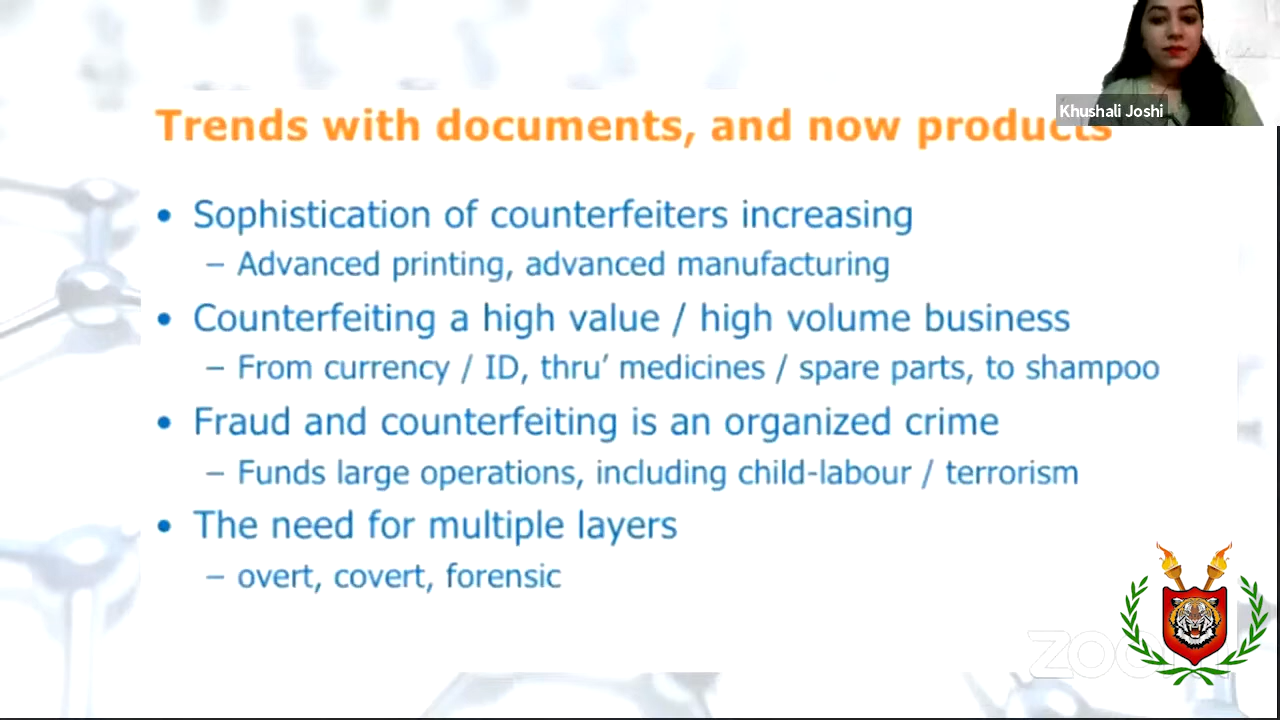 Trends with documents, and now products
Khushali Joshi
• Sophistication of counterfeiters increasing
– Advanced printing, advanced manufacturing
• Counterfeiting a high value / high volume business
– From currency / ID, thru’ medicines / spare parts, to shampoo
• Fraud and counterfeiting is an organized crime
– Funds large operations, including child-labour / terrorism
• The need for multiple layers
– overt, covert, forensic
zoom